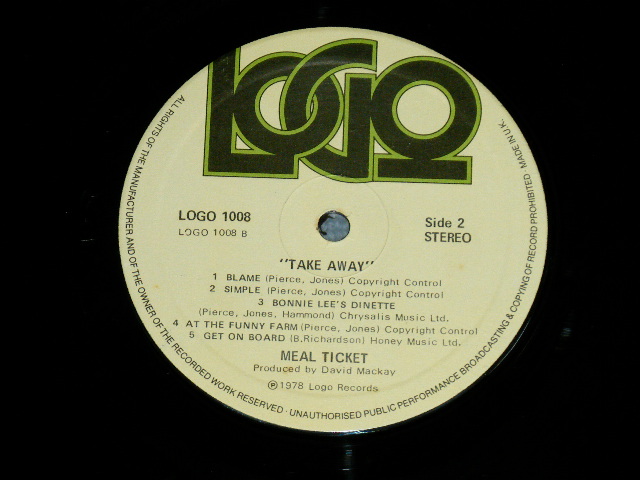 LOGO
LOGO 1008
LOGO 1008 B
Side 2
STEREO
"TAKE AWAY"
1 BLAME (Pierce, Jones) Copyright Control
2 SIMPLE (Pierce, Jones) Copyright Control
3 BONNIE LEE'S DINETTE
(Pierce, Jones, Hammond) Chrysalis Music Ltd.
4 AT THE FUNNY FARM (Pierce, Jones) Copyright Control
5 GET ON BOARD (B.Richardson) Honey Music Ltd.
MEAL TICKET
Produced by David Mackay
℗ 1978 Logo Records
ALL RIGHTS OF THE MANUFACTURER AND OF THE OWNER OF THE RECORDED WORK RESERVED · UNAUTHORISED PUBLIC PERFORMANCE BROADCASTING & COPYING OF RECORD PROHIBITED MADE IN U.K.